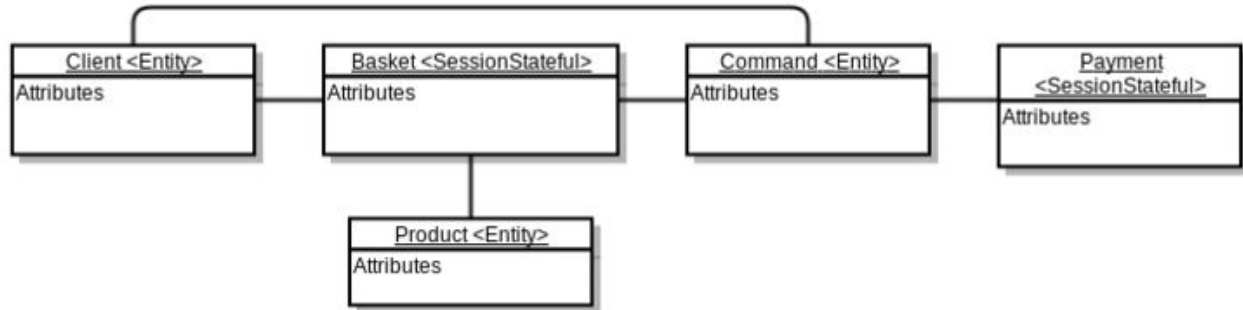 Client <Entity>
Attributes
Basket <SessionStateful>
Attributes
Command <Entity>
Attributes
Payment
<SessionStateful>
Attributes
Product <Entity>
Attributes